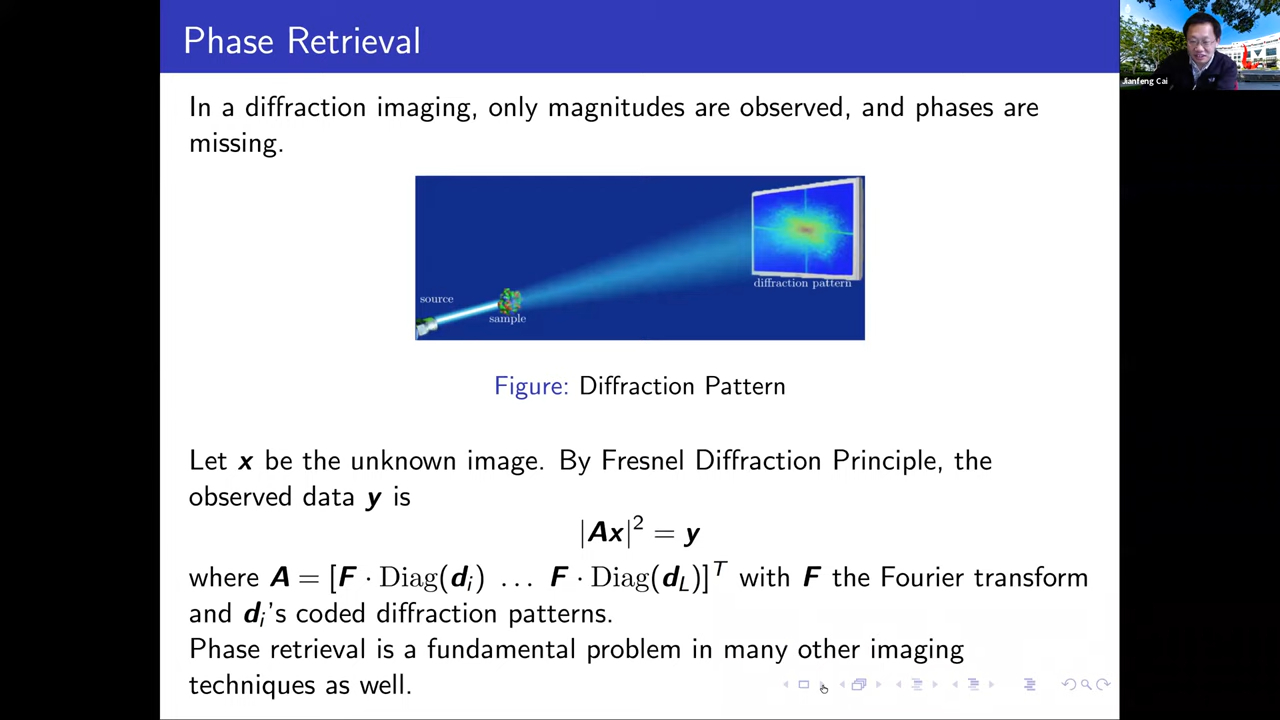 Phase Retrieval
Jianfeng Cai
In a diffraction imaging, only magnitudes are observed, and phases are
missing.
source
sample
diffraction pattern
Figure: Diffraction Pattern
Let x be the unknown image. By Fresnel Diffraction Principle, the
observed data y is
|Ax|² = y
where A = [F · Diag(dᵢ) … F · Diag(d_L)]ᵀ with F the Fourier transform
and dᵢ's coded diffraction patterns.
Phase retrieval is a fundamental problem in many other imaging
techniques as well.